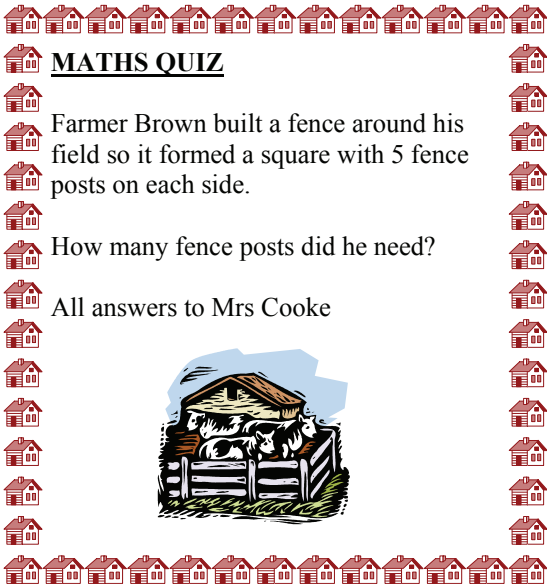 MATHS QUIZ
Farmer Brown built a fence around his
field so it formed a square with 5 fence
posts on each side.
How many fence posts did he need?
All answers to Mrs Cooke